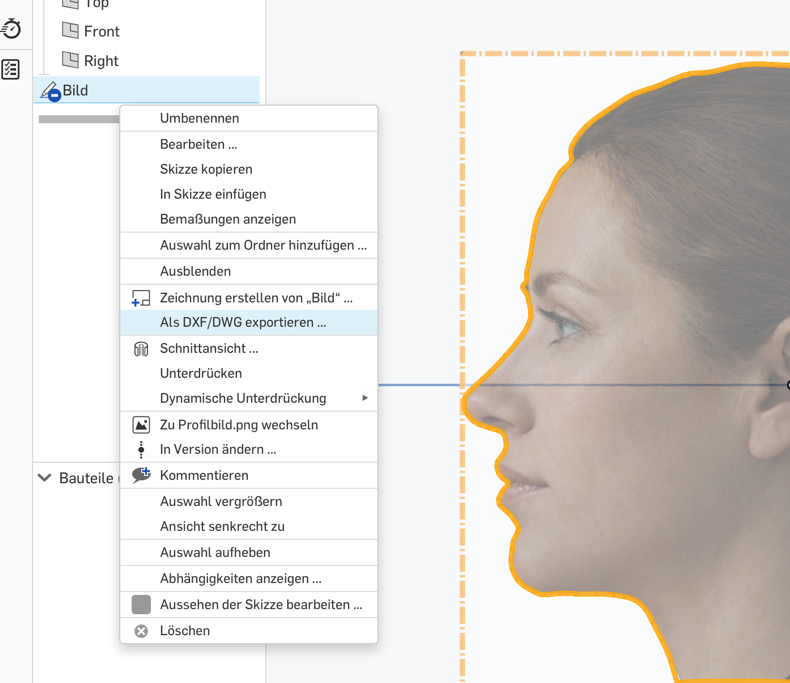 Top
Front
Right
Bild
Umbenennen
Bearbeiten ...
Skizze kopieren
In Skizze einfügen
Bemaßungen anzeigen
Auswahl zum Ordner hinzufügen ...
Ausblenden
Zeichnung erstellen von „Bild“ ...
Als DXF/DWG exportieren ...
Schnittansicht ...
Unterdrücken
Dynamische Unterdrückung
Zu Profilbild.png wechseln
In Version ändern ...
Bauteile (
Kommentieren
Auswahl vergrößern
Ansicht senkrecht zu
Auswahl aufheben
Abhängigkeiten anzeigen ...
Aussehen der Skizze bearbeiten ...
Löschen